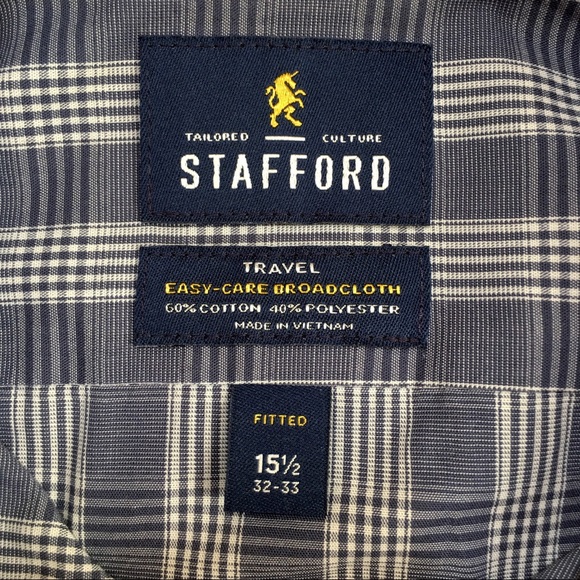 TAILORED CULTURE
STAFFORD
TRAVEL
EASY-CARE BROADCLOTH
60% COTTON 40% POLYESTER
MADE IN VIETNAM
FITTED
15½
32-33